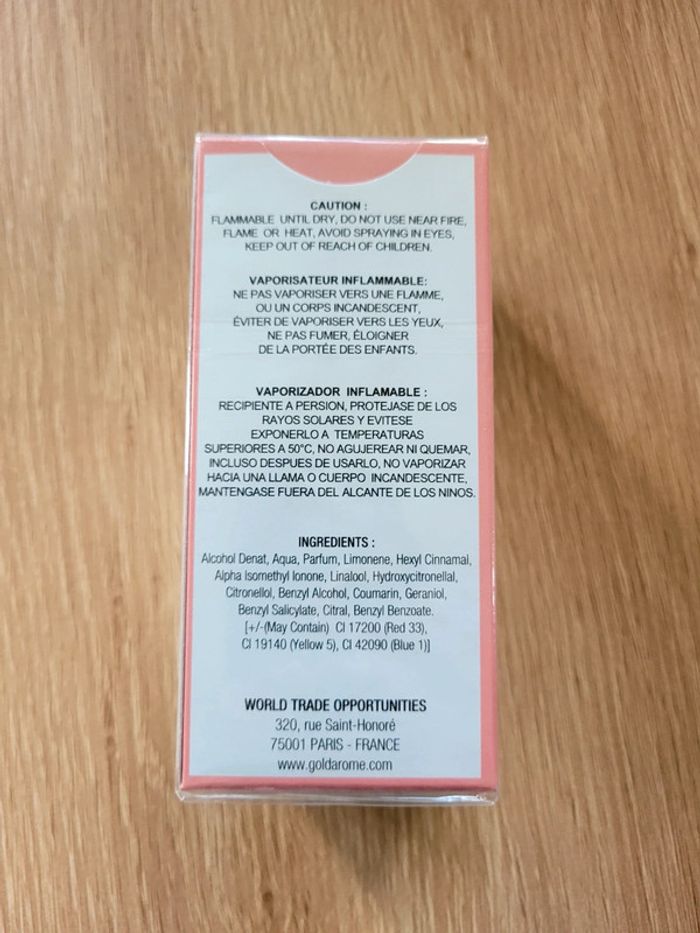 CAUTION :
FLAMMABLE UNTIL DRY, DO NOT USE NEAR FIRE,
FLAME OR HEAT, AVOID SPRAYING IN EYES,
KEEP OUT OF REACH OF CHILDREN.
VAPORISATEUR INFLAMMABLE:
NE PAS VAPORISER VERS UNE FLAMME,
OU UN CORPS INCANDESCENT,
ÉVITER DE VAPORISER VERS LES YEUX,
NE PAS FUMER, ÉLOIGNER
DE LA PORTÉE DES ENFANTS.
VAPORIZADOR INFLAMABLE :
RECIPIENTE A PERSION, PROTEJASE DE LOS
RAYOS SOLARES Y EVITESE
EXPONERLO A TEMPERATURAS
SUPERIORES A 50°C, NO AGUJEREAR NI QUEMAR,
INCLUSO DESPUES DE USARLO, NO VAPORIZAR
HACIA UNA LLAMA O CUERPO INCANDESCENTE,
MANTENGASE FUERA DEL ALCANTE DE LOS NINOS.
INGREDIENTS :
Alcohol Denat, Aqua, Parfum, Limonene, Hexyl Cinnamal,
Alpha Isomethyl Ionone, Linalool, Hydroxycitronellal,
Citronellol, Benzyl Alcohol, Coumarin, Geraniol,
Benzyl Salicylate, Citral, Benzyl Benzoate.
[+/-(May Contain) CI 17200 (Red 33),
CI 19140 (Yellow 5), CI 42090 (Blue 1)]
WORLD TRADE OPPORTUNITIES
320, rue Saint-Honoré
75001 PARIS - FRANCE
www.goldarome.com